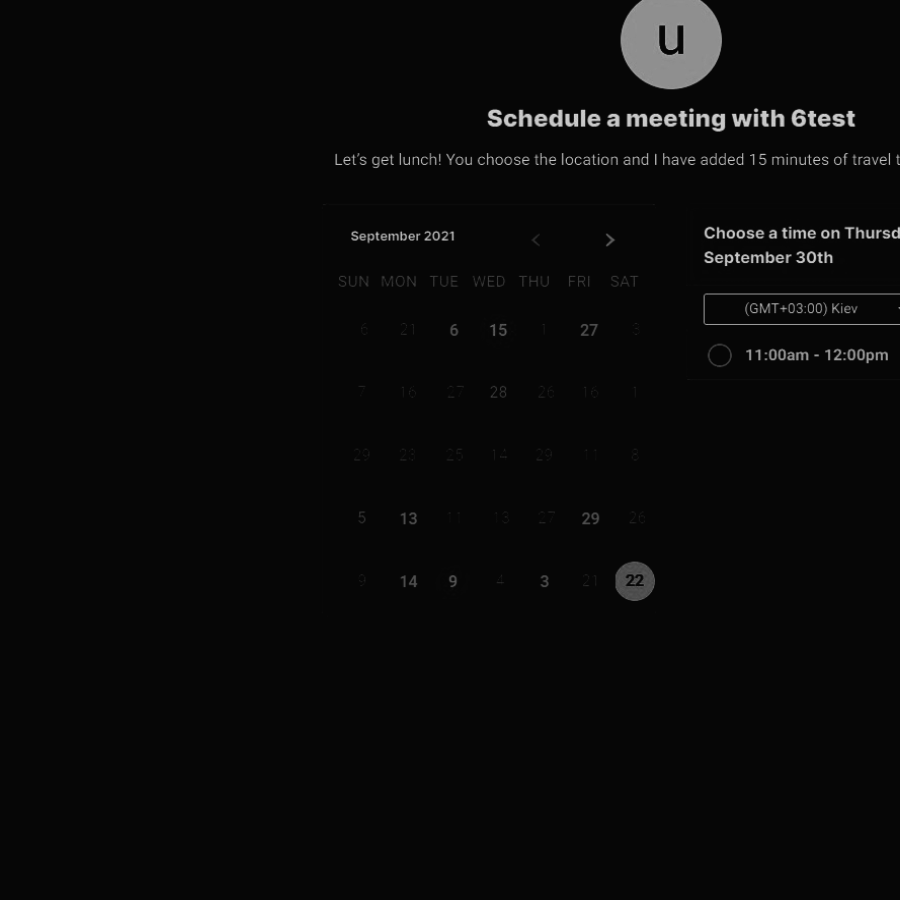 u
Schedule a meeting with 6test
Let's get lunch! You choose the location and I have added 15 minutes of travel t
September 2021
SUN MON TUE WED THU FRI SAT
6 21 6 15 1 27 3
7 16 27 28 26 16 1
29 23 25 14 29 11 8
5 13 11 13 27 29 26
9 14 9 4 3 21 22
Choose a time on Thursd
September 30th
(GMT+03:00) Kiev
11:00am - 12:00pm